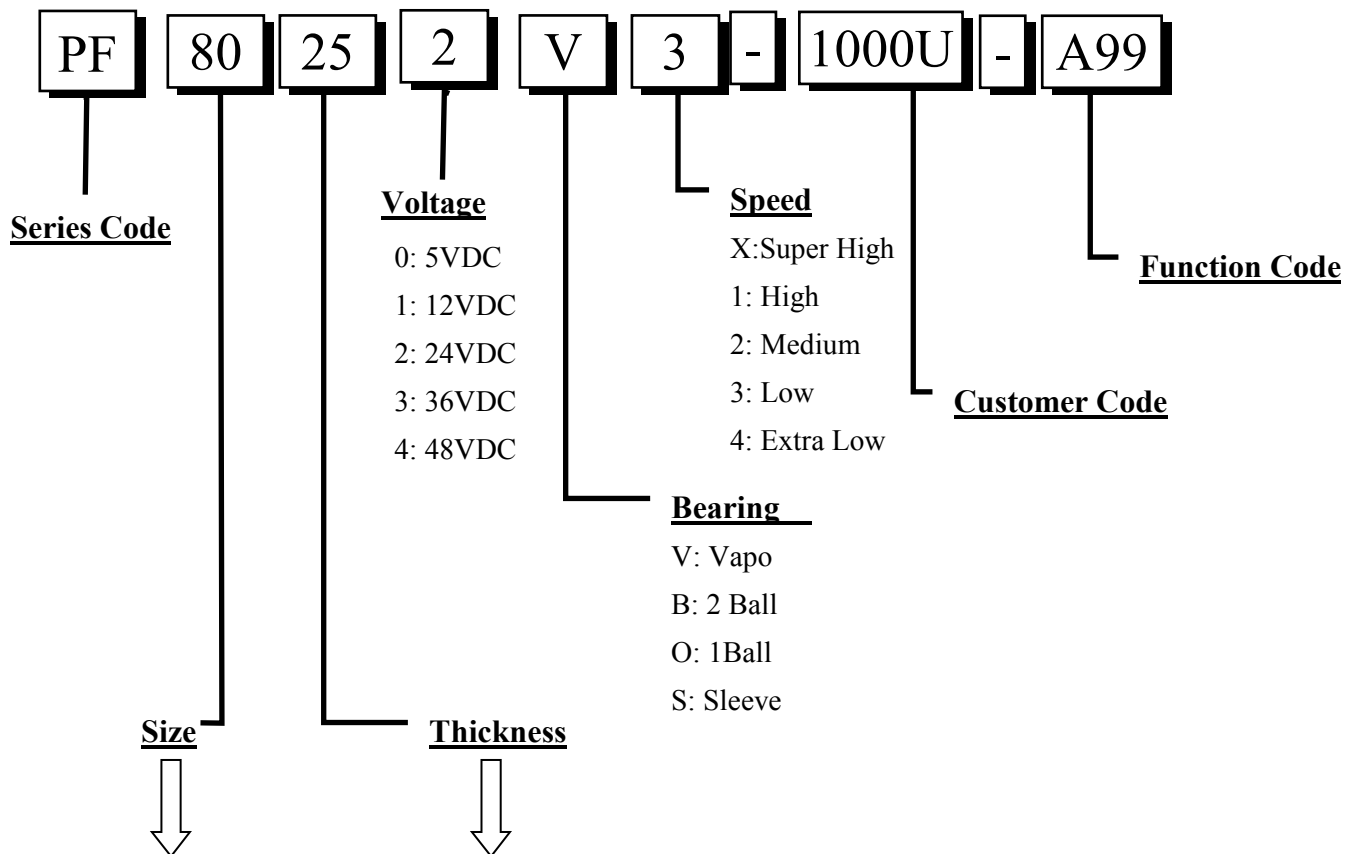 PF 80 25 2 V 3 - 1000U - A99
Series Code
Voltage
0: 5VDC
1: 12VDC
2: 24VDC
3: 36VDC
4: 48VDC
Speed
X:Super High
1: High
2: Medium
3: Low
4: Extra Low
Function Code
Customer Code
Bearing
V: Vapo
B: 2 Ball
O: 1Ball
S: Sleeve
Size
Thickness